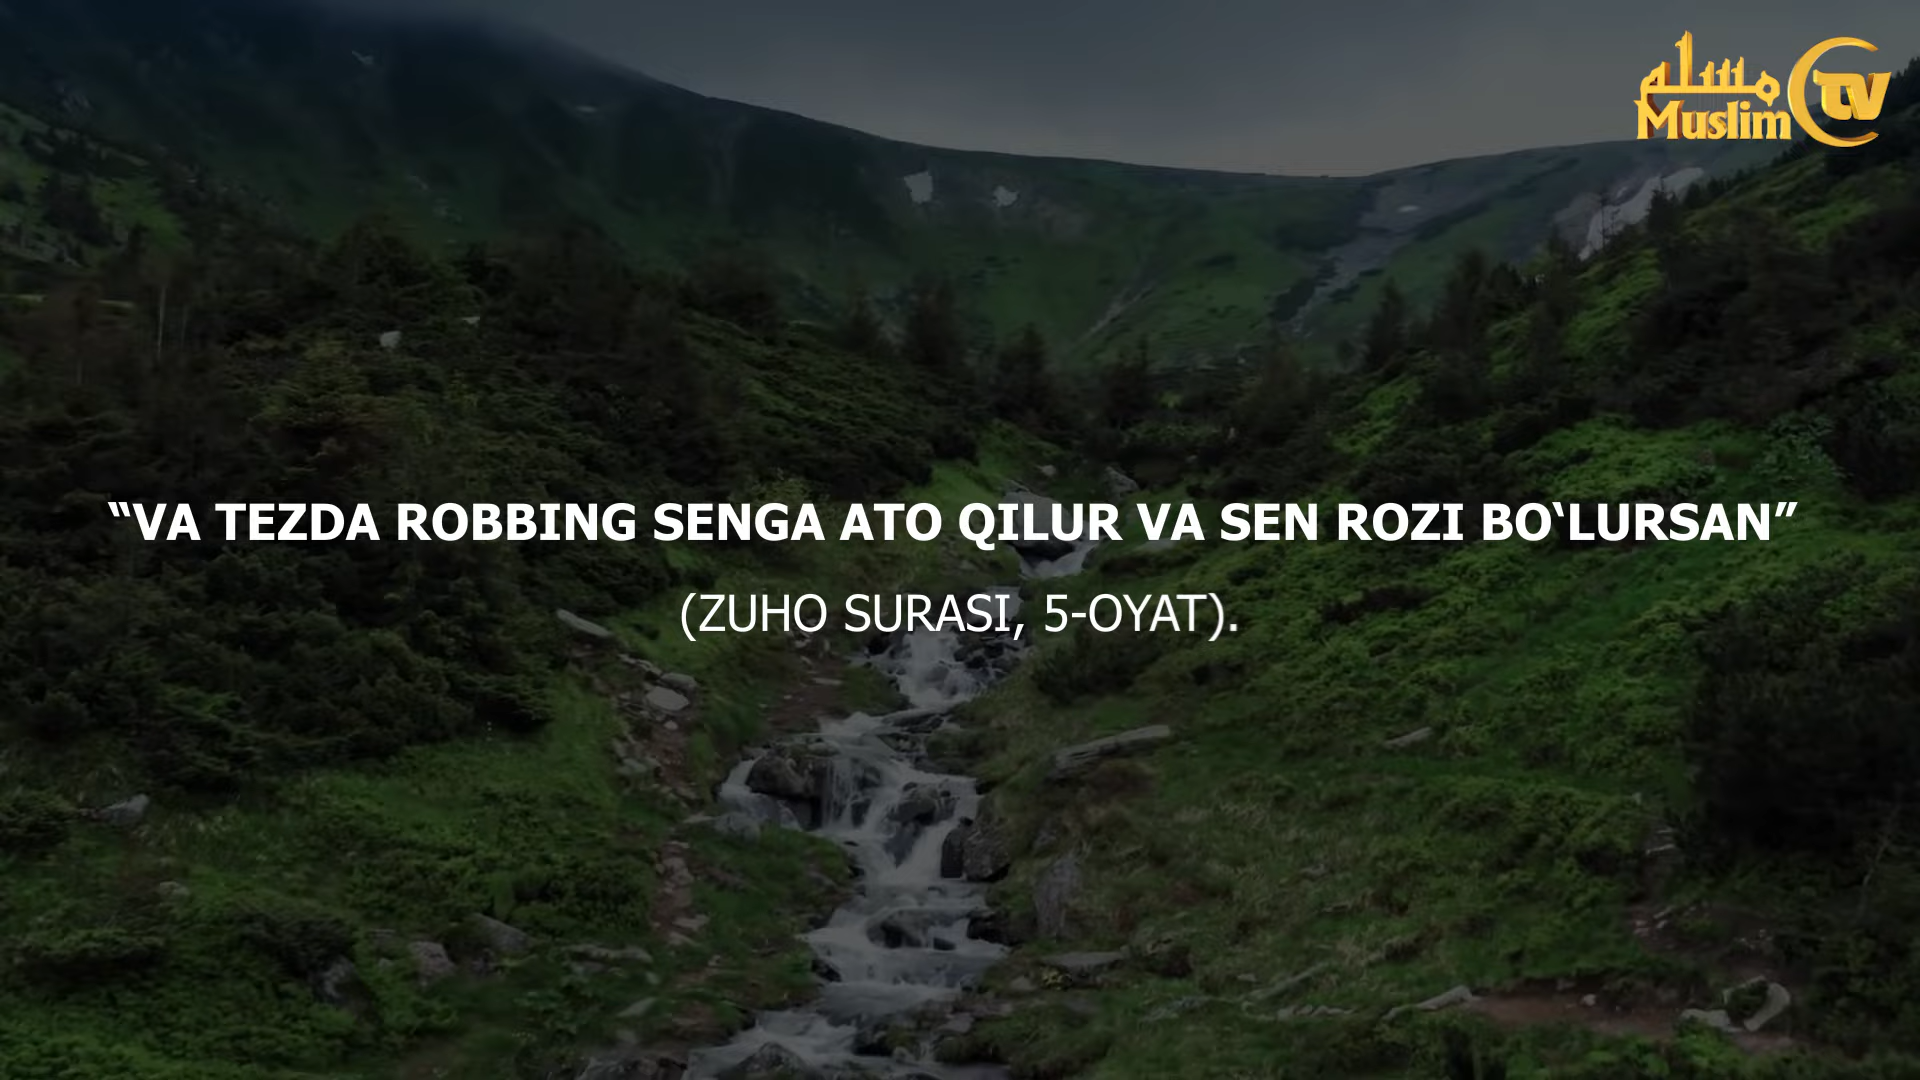 مسلم
Muslim TV
“VA TEZDA ROBBING SENGA ATO QILUR VA SEN ROZI BO‘LURSAN”
(ZUHO SURASI, 5-OYAT).